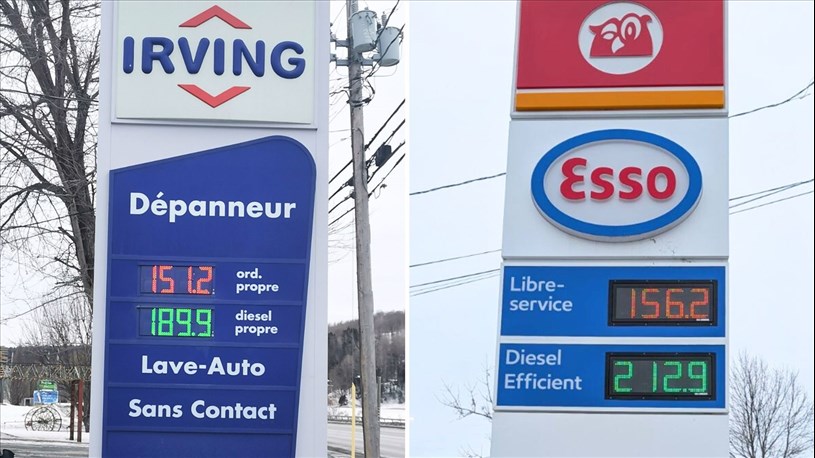 IRVING
Dépanneur
151.2 ord. propre
189.9 diesel propre
Lave-Auto
Sans Contact
Esso
Libre-
service
156.2
Diesel
Efficient
212.9